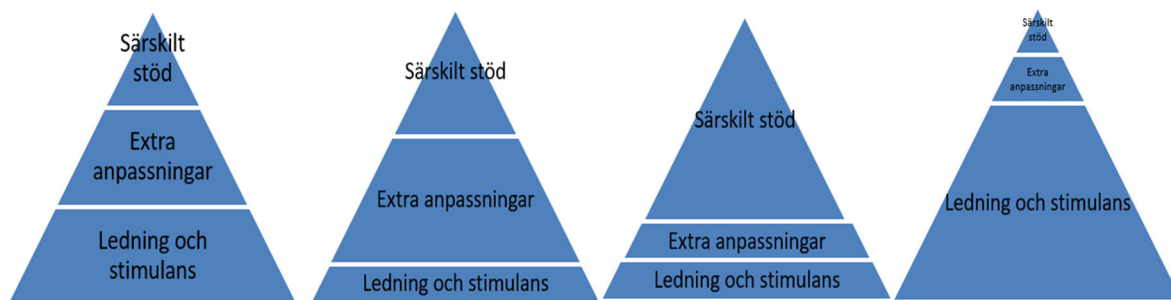 Särskilt
stöd
Extra
anpassningar
Ledning och
stimulans
Särskilt stöd
Extra anpassningar
Ledning och stimulans
Särskilt stöd
Extra anpassningar
Ledning och stimulans
Särskilt
stöd
Extra
anpassningar
Ledning och stimulans